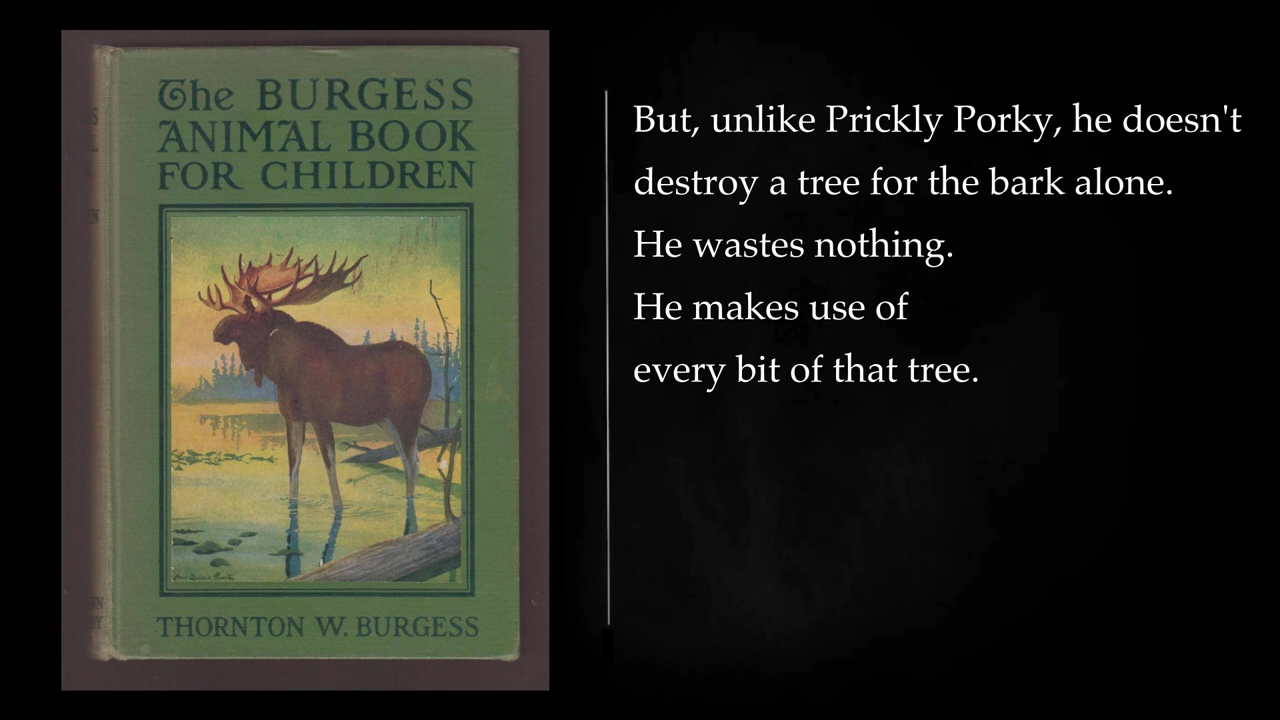 The BURGESS
ANIMAL BOOK
FOR CHILDREN
THORNTON W. BURGESS
But, unlike Prickly Porky, he doesn't
destroy a tree for the bark alone.
He wastes nothing.
He makes use of
every bit of that tree.